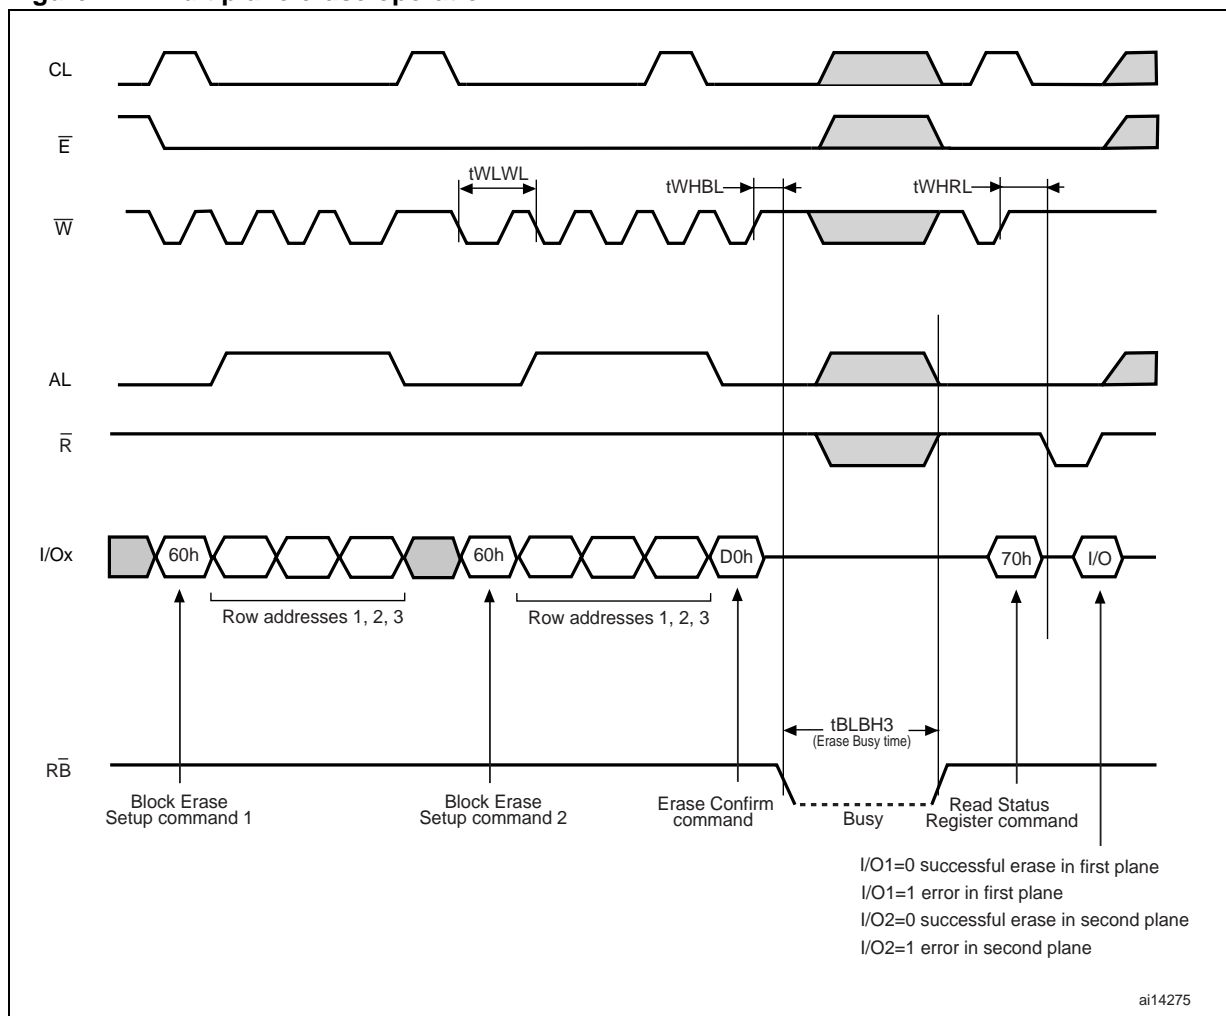 CL
E
tWLWL
tWHBL
tWHRL
W
AL
R
I/Ox
60h
60h
D0h
70h
I/O
Row addresses 1, 2, 3
Row addresses 1, 2, 3
tBLBH3
(Erase Busy time)
RB
Block Erase
Setup command 1
Block Erase
Setup command 2
Erase Confirm
command
Busy
Read Status
Register command
I/O1=0 successful erase in first plane
I/O1=1 error in first plane
I/O2=0 successful erase in second plane
I/O2=1 error in second plane
ai14275